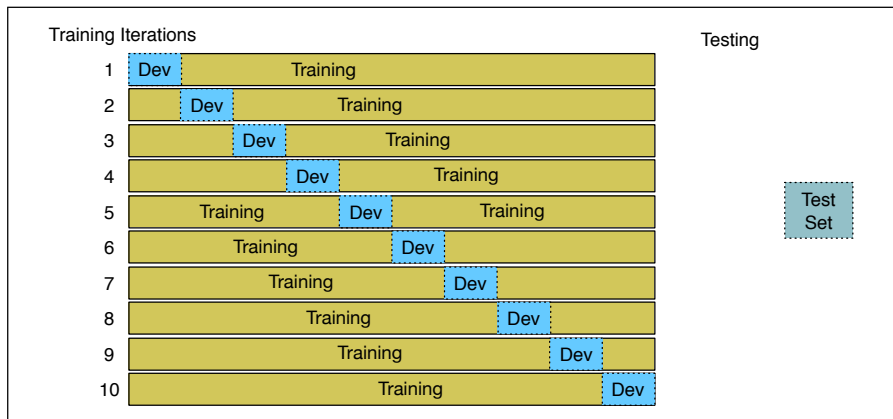 Training Iterations
Testing
1 Dev Training
2 Dev Training
3 Dev Training
4 Dev Training
5 Training Dev Training
6 Training Dev
7 Training Dev
8 Training Dev
9 Training Dev
10 Training Dev
Test
Set